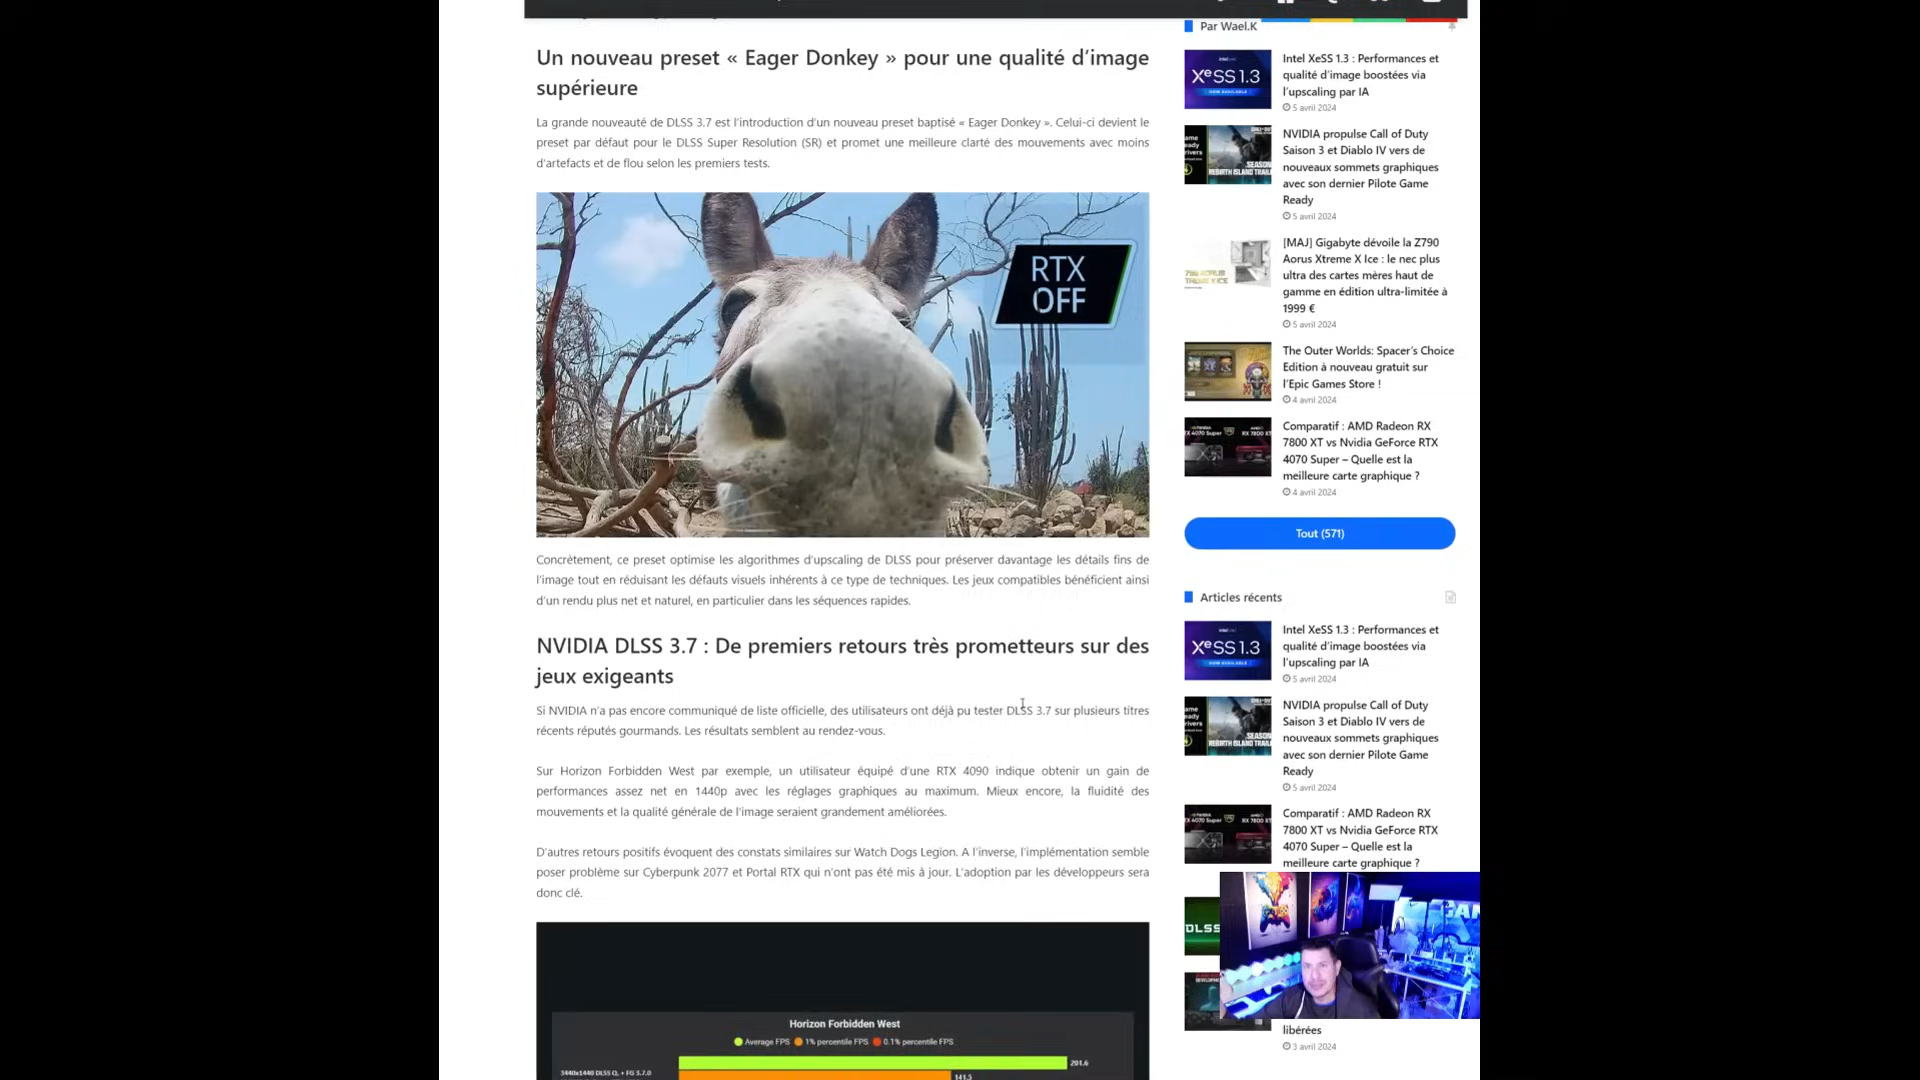 Un nouveau preset « Eager Donkey » pour une qualité d’image
supérieure
La grande nouveauté de DLSS 3.7 est l’introduction d’un nouveau preset baptisé « Eager Donkey ». Celui-ci devient le
preset par défaut pour le DLSS Super Resolution (SR) et promet une meilleure clarté des mouvements avec moins
d’artefacts et de flou selon les premiers tests.
RTX
OFF
Concrètement, ce preset optimise les algorithmes d’upscaling de DLSS pour préserver davantage les détails fins de
l’image tout en réduisant les défauts visuels inhérents à ce type de techniques. Les jeux compatibles bénéficient ainsi
d’un rendu plus net et naturel, en particulier dans les séquences rapides.
NVIDIA DLSS 3.7 : De premiers retours très prometteurs sur des
jeux exigeants
Si NVIDIA n’a pas encore communiqué de liste officielle, des utilisateurs ont déjà pu tester DLSS 3.7 sur plusieurs titres
récents réputés gourmands. Les résultats semblent au rendez-vous.
Sur Horizon Forbidden West par exemple, un utilisateur équipé d’une RTX 4090 indique obtenir un gain de
performances assez net en 1440p avec les réglages graphiques au maximum. Mieux encore, la fluidité des
mouvements et la qualité générale de l’image seraient grandement améliorées.
D’autres retours positifs évoquent des constats similaires sur Watch Dogs Legion. A l’inverse, l’implémentation semble
poser problème sur Cyberpunk 2077 et Portal RTX qui n’ont pas été mis à jour. L’adoption par les développeurs sera
donc clé.
Horizon Forbidden West
Average FPS 1% percentile FPS 0.1% percentile FPS
201.6
3440x1440 DLSS Q, + FG 3.7.0
141.5
Par Wael.K
XeSS 1.3
Intel XeSS 1.3 : Performances et
qualité d’image boostées via
l’upscaling par IA
5 avril 2024
NVIDIA propulse Call of Duty
Saison 3 et Diablo IV vers de
nouveaux sommets graphiques
avec son dernier Pilote Game
Ready
5 avril 2024
[MAJ] Gigabyte dévoile la Z790
Aorus Xtreme X Ice : le nec plus
ultra des cartes mères haut de
gamme en édition ultra-limitée à
1999 €
5 avril 2024
The Outer Worlds: Spacer’s Choice
Edition à nouveau gratuit sur
l’Epic Games Store !
4 avril 2024
Comparatif : AMD Radeon RX
7800 XT vs Nvidia GeForce RTX
4070 Super – Quelle est la
meilleure carte graphique ?
4 avril 2024
Tout (571)
Articles récents
XeSS 1.3
Intel XeSS 1.3 : Performances et
qualité d’image boostées via
l’upscaling par IA
5 avril 2024
NVIDIA propulse Call of Duty
Saison 3 et Diablo IV vers de
nouveaux sommets graphiques
avec son dernier Pilote Game
Ready
5 avril 2024
Comparatif : AMD Radeon RX
7800 XT vs Nvidia GeForce RTX
4070 Super – Quelle est la
meilleure carte graphique ?
DLSS
libérées
3 avril 2024